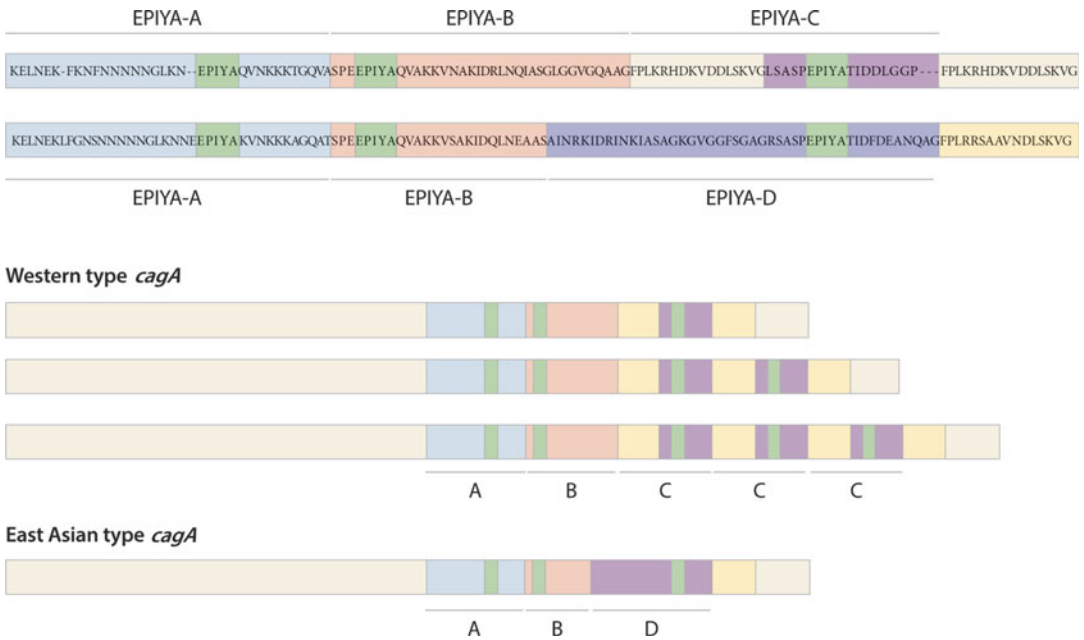 EPIYA-A EPIYA-B EPIYA-C
KELNEK-FKNFNNNNNGLKN--EPIYAQVNKKKTGQVASPEEPIYAQVAKKVNAKIDRLNQIASGLGGVGQAAGFPLKRHDKVDDLSKVGLSASPEPIYATIDDLGGP---FPLKRHDKVDDLSKVG
KELNEKLFGNSNNNNNGLKNNEEPIYAKVNKKKAGQATSPEEPIYAQVAKKVSAKIDQLNEAASAINRKIDRINKIASAGKGVGGFSGAGRSASPEPIYATIDFDEANQAGFPLRRSAAVNDLSKVG
EPIYA-A EPIYA-B EPIYA-D
Western type cagA
A B C C C
East Asian type cagA
A B D